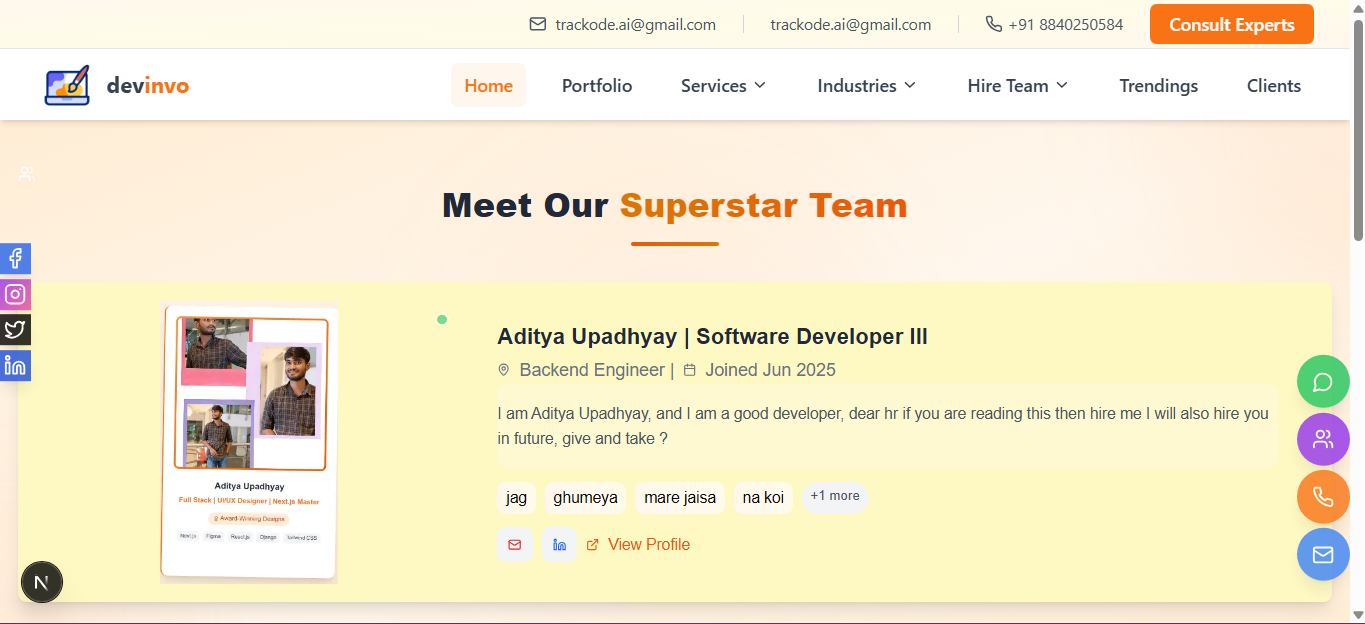 trackode.ai@gmail.com trackode.ai@gmail.com +91 8840250584 Consult Experts
devinvo Home Portfolio Services Industries Hire Team Trendings Clients
Meet Our Superstar Team
Aditya Upadhyay | Software Developer III
Backend Engineer | Joined Jun 2025
I am Aditya Upadhyay, and I am a good developer, dear hr if you are reading this then hire me I will also hire you
in future, give and take ?
jag ghumeya mare jaisa na koi +1 more
View Profile
Aditya Upadhyay
Full Stack | UI/UX Designer | Next.js Master
Award-Winning Designs
Next.js Figma React.js Django Tailwind CSS
N